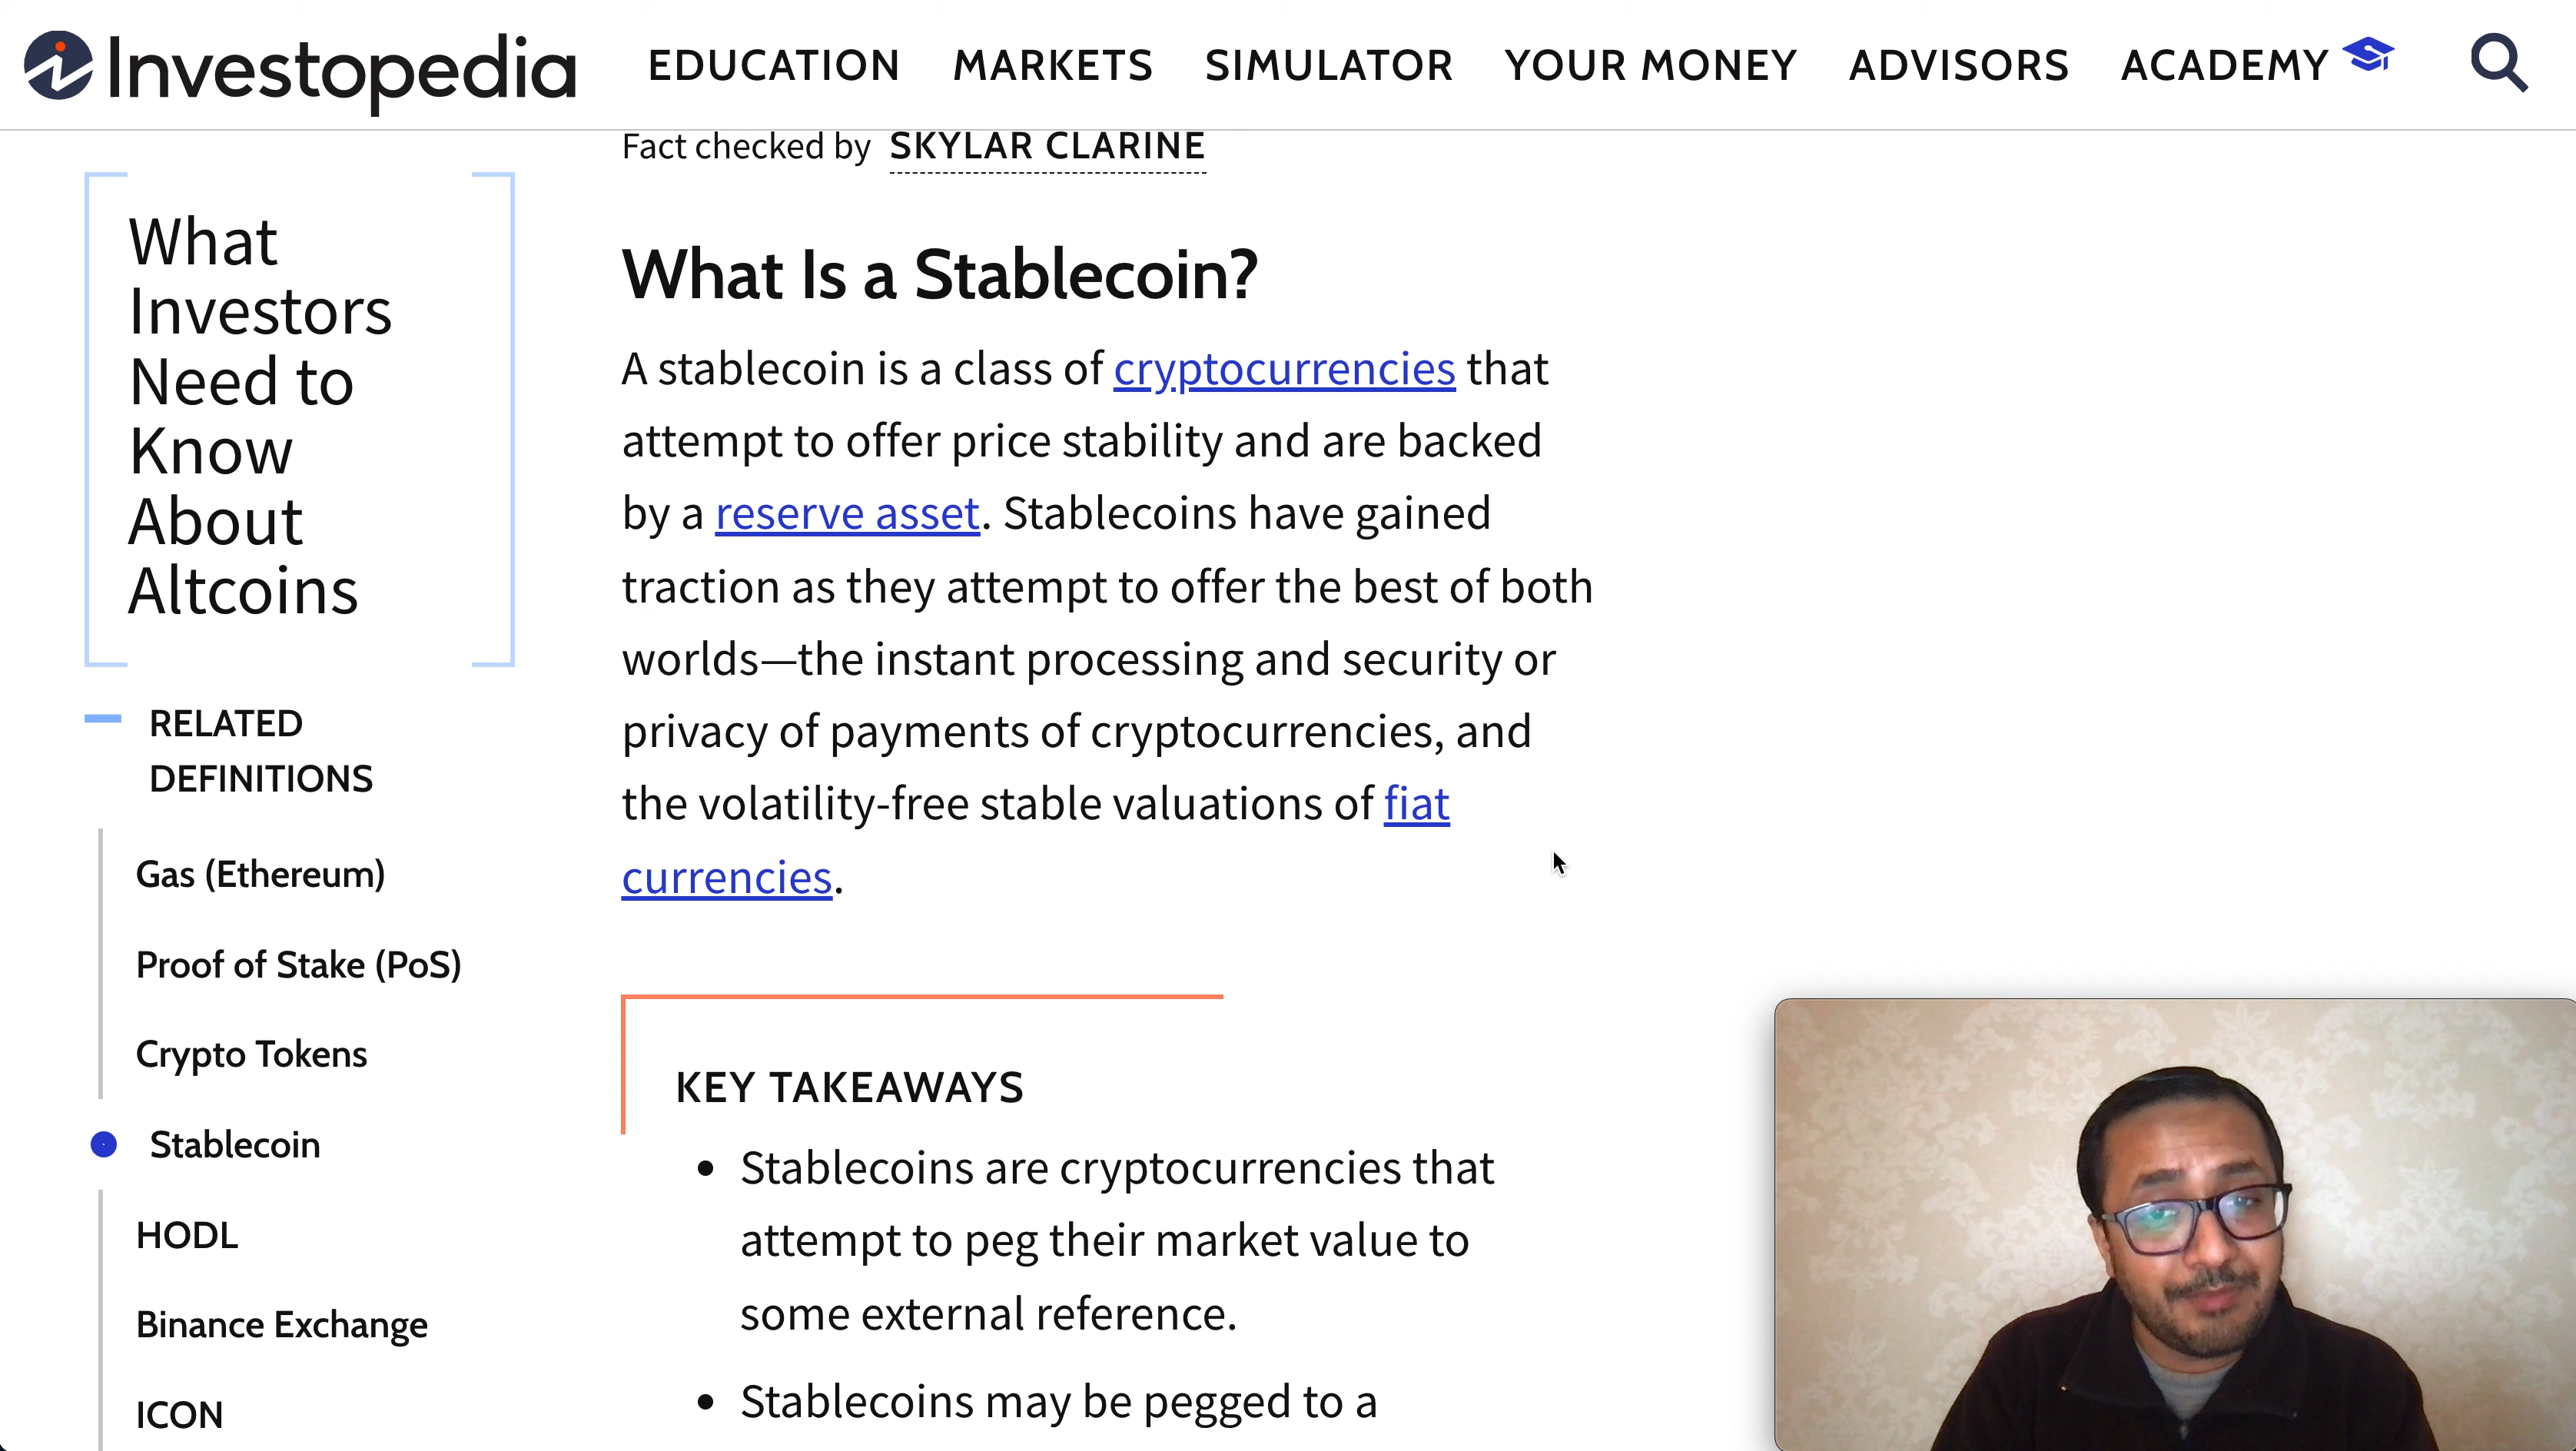 Investopedia
EDUCATION MARKETS SIMULATOR YOUR MONEY ADVISORS ACADEMY
Fact checked by SKYLAR CLARINE
What
Investors
Need to
Know
About
Altcoins
RELATED
DEFINITIONS
Gas (Ethereum)
Proof of Stake (PoS)
Crypto Tokens
Stablecoin
HODL
Binance Exchange
ICON
What Is a Stablecoin?
A stablecoin is a class of cryptocurrencies that
attempt to offer price stability and are backed
by a reserve asset. Stablecoins have gained
traction as they attempt to offer the best of both
worlds—the instant processing and security or
privacy of payments of cryptocurrencies, and
the volatility-free stable valuations of fiat
currencies.
KEY TAKEAWAYS
• Stablecoins are cryptocurrencies that
attempt to peg their market value to
some external reference.
• Stablecoins may be pegged to a